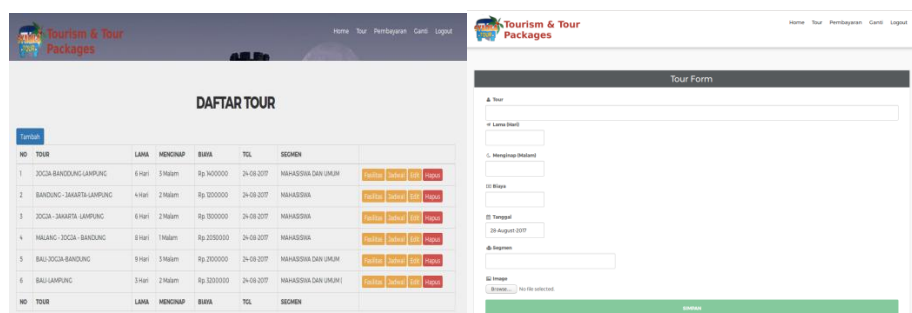 Tourism & Tour
Packages
Home Tour Pembayaran Ganti Logout
DAFTAR TOUR
Tambah
NO TOUR LAMA MENGINAP BIAYA TGL SEGMEN
1 JOGJA-BANDDUNG-LAMPUNG 6 Hari 3 Malam Rp.1400000 24-08-2017 MAHASISWA DAN UMUM Fasilitas Jadwal Edit Hapus
2 BANDUNG - JAKARTA-LAMPUNG 4 Hari 2 Malam Rp.1200000 24-08-2017 MAHASISWA Fasilitas Jadwal Edit Hapus
3 JOGJA - JAKARTA -LAMPUNG 6 Hari 2 Malam Rp.1300000 24-08-2017 MAHASISWA Fasilitas Jadwal Edit Hapus
4 MALANG - JOGJA - BANDUNG 8 Hari 1 Malam Rp.2050000 24-08-2017 MAHASISWA Fasilitas Jadwal Edit Hapus
5 BALI-JOGJA-BANDUNG 9 Hari 3 Malam Rp.2100000 24-08-2017 MAHASISWA DAN UMUM Fasilitas Jadwal Edit Hapus
6 BALI-LAMPUNG 3 Hari 2 Malam Rp.3200000 24-08-2017 MAHASISWA DAN UMUM | Fasilitas Jadwal Edit Hapus
NO TOUR LAMA MENGINAP BIAYA TGL SEGMEN
Tourism & Tour
Packages
Home Tour Pembayaran Ganti Logout
Tour Form
Tour
Lama (Hari)
Menginap (Malam)
Biaya
Tanggal
28-August-2017
Segmen
Image
Browse... No file selected.
SIMPAN